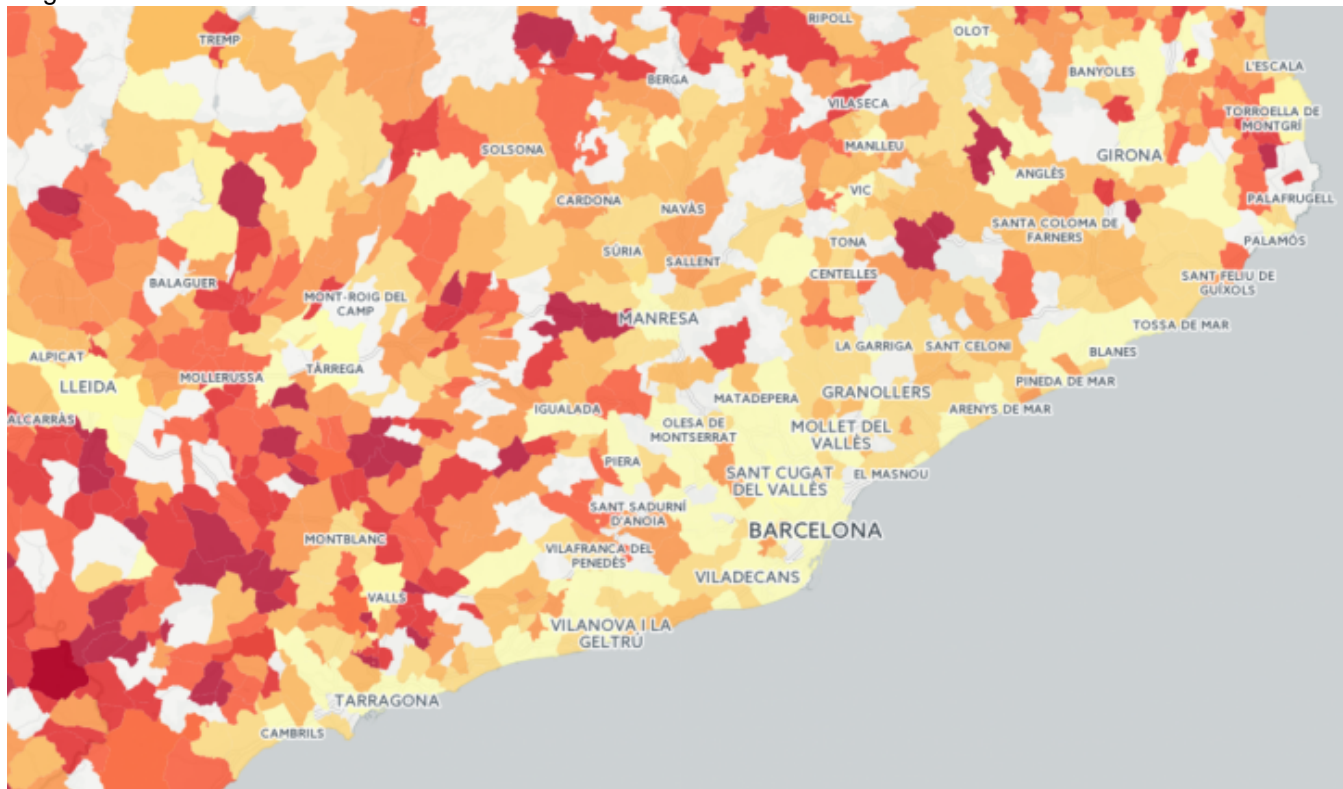 RIPOLL
TREMP
OLOT
BERGA
BANYOLES
L'ESCALA
VILASECA
TORROELLA DE
MONTGRÍ
SOLSONA
MANLLEU
GIRONA
ANGLÈS
VIC
CARDONA
NAVÀS
PALAFRUGELL
SANTA COLOMA DE
FARNERS
TONA
PALAMÓS
SÚRIA
SALLENT
CENTELLES
BALAGUER
SANT FELIU DE
GUÍXOLS
MONT-ROIG DEL
CAMP
MANRESA
TOSSA DE MAR
LA GARRIGA
SANT CELONI
BLANES
ALPICAT
TÀRREGA
MOLLERUSSA
LLEIDA
PINEDA DE MAR
GRANOLLERS
MATADEPERA
IGUALADA
ARENYS DE MAR
ALCARRÀS
OLESA DE
MONTSERRAT
MOLLET DEL
VALLÈS
PIERA
SANT CUGAT
DEL VALLÈS
EL MASNOU
SANT SADURNÍ
D'ANOIA
BARCELONA
MONTBLANC
VILAFRANCA DEL
PENEDÈS
VILADECANS
VALLS
VILANOVA I LA
GELTRÚ
TARRAGONA
CAMBRILS